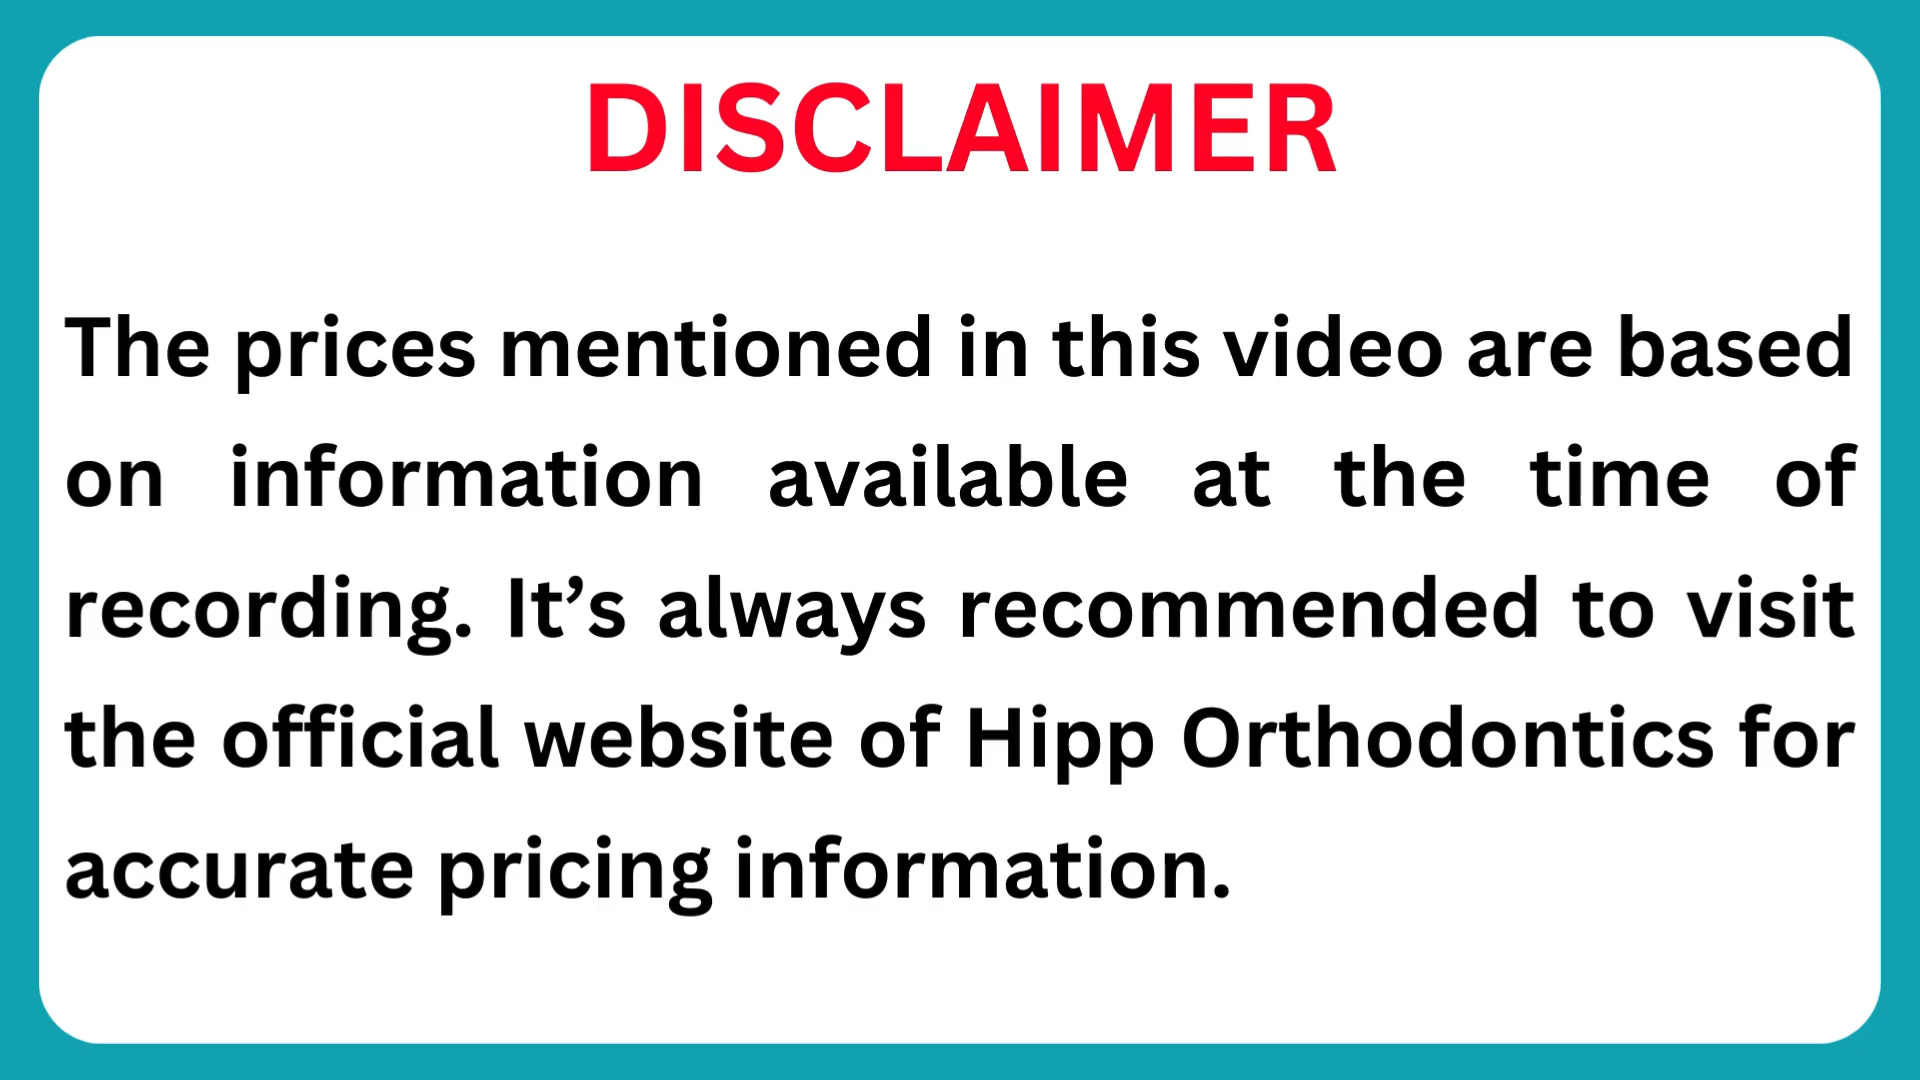 DISCLAIMER
The prices mentioned in this video are based
on information available at the time of
recording. It’s always recommended to visit
the official website of Hipp Orthodontics for
accurate pricing information.